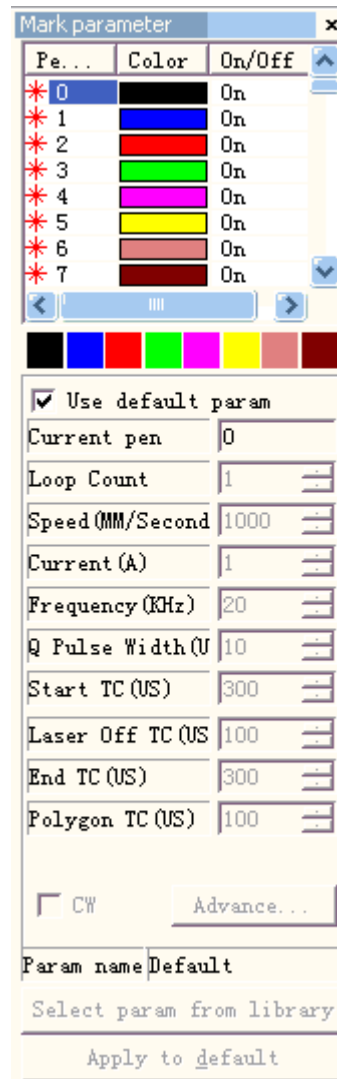 Mark parameter
Pe... Color On/Off
0 On
1 On
2 On
3 On
4 On
5 On
6 On
7 On
Use default param
Current pen 0
Loop Count 1
Speed(MM/Second 1000
Current(A) 1
Frequency(KHz) 20
Q Pulse Width(U 10
Start TC(US) 300
Laser Off TC(US 100
End TC(US) 300
Polygon TC(US) 100
CW Advance...
Param name Default
Select param from library
Apply to default